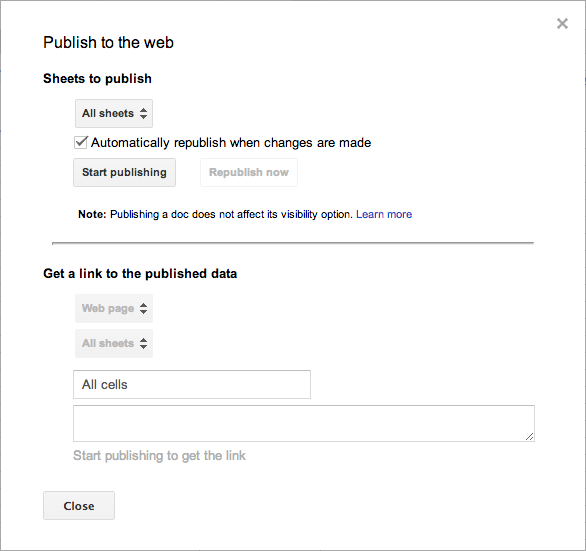 Publish to the web
Sheets to publish
All sheets
Automatically republish when changes are made
Start publishing Republish now
Note: Publishing a doc does not affect its visibility option. Learn more
Get a link to the published data
Web page
All sheets
All cells
Start publishing to get the link
Close